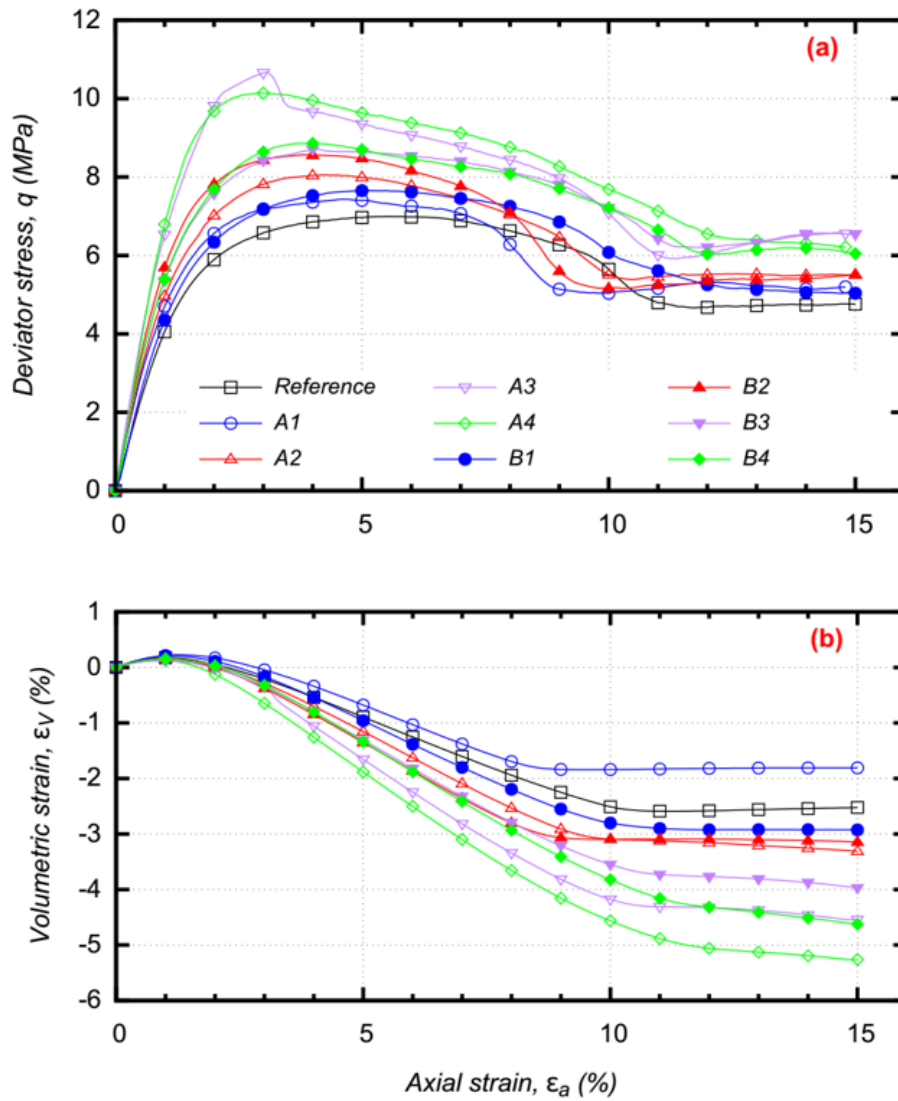 12
(a)
10
8
6
4
2
0
Deviator stress, q (MPa)
Reference
A3
B2
A1
A4
B3
A2
B1
B4
0
5
10
15
1
(b)
0
-1
-2
-3
-4
-5
-6
Volumetric strain, εV (%)
0
5
10
15
Axial strain, εa (%)